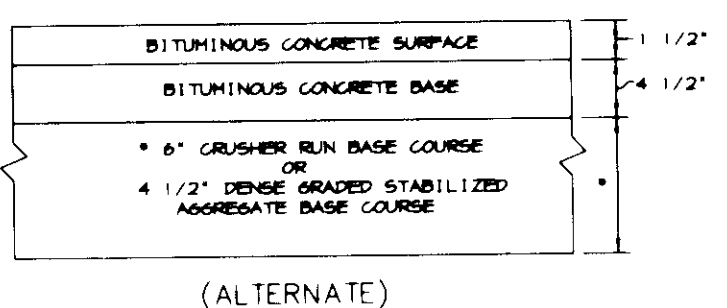 BITUMINOUS CONCRETE SURFACE
1 1/2"
BITUMINOUS CONCRETE BASE
4 1/2"
* 6" CRUSHER RUN BASE COURSE
OR
4 1/2" DENSE GRADED STABILIZED
AGGREGATE BASE COURSE
*
(ALTERNATE)